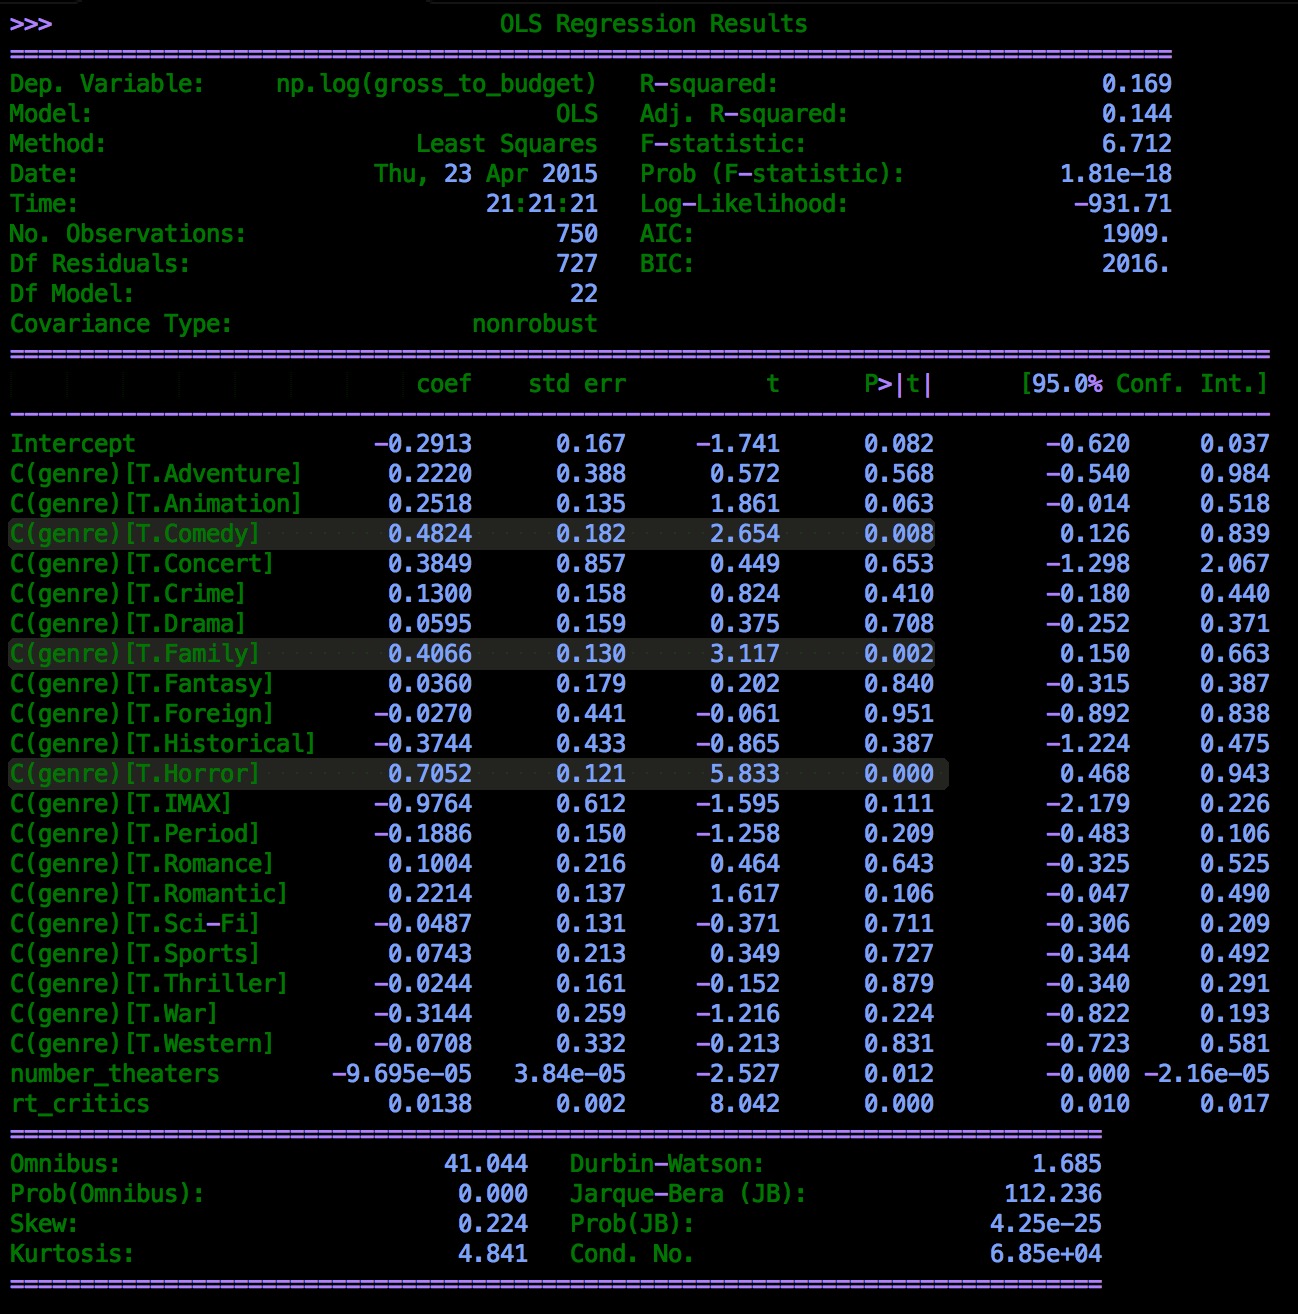 >>> OLS Regression Results
===================================================================================
Dep. Variable: np.log(gross_to_budget) R-squared: 0.169
Model: OLS Adj. R-squared: 0.144
Method: Least Squares F-statistic: 6.712
Date: Thu, 23 Apr 2015 Prob (F-statistic): 1.81e-18
Time: 21:21:21 Log-Likelihood: -931.71
No. Observations: 750 AIC: 1909.
Df Residuals: 727 BIC: 2016.
Df Model: 22
Covariance Type: nonrobust
==========================================================================================
coef std err t P>|t| [95.0% Conf. Int.]
------------------------------------------------------------------------------------------
Intercept -0.2913 0.167 -1.741 0.082 -0.620 0.037
C(genre)[T.Adventure] 0.2220 0.388 0.572 0.568 -0.540 0.984
C(genre)[T.Animation] 0.2518 0.135 1.861 0.063 -0.014 0.518
C(genre)[T.Comedy] 0.4824 0.182 2.654 0.008 0.126 0.839
C(genre)[T.Concert] 0.3849 0.857 0.449 0.653 -1.298 2.067
C(genre)[T.Crime] 0.1300 0.158 0.824 0.410 -0.180 0.440
C(genre)[T.Drama] 0.0595 0.159 0.375 0.708 -0.252 0.371
C(genre)[T.Family] 0.4066 0.130 3.117 0.002 0.150 0.663
C(genre)[T.Fantasy] 0.0360 0.179 0.202 0.840 -0.315 0.387
C(genre)[T.Foreign] -0.0270 0.441 -0.061 0.951 -0.892 0.838
C(genre)[T.Historical] -0.3744 0.433 -0.865 0.387 -1.224 0.475
C(genre)[T.Horror] 0.7052 0.121 5.833 0.000 0.468 0.943
C(genre)[T.IMAX] -0.9764 0.612 -1.595 0.111 -2.179 0.226
C(genre)[T.Period] -0.1886 0.150 -1.258 0.209 -0.483 0.106
C(genre)[T.Romance] 0.1004 0.216 0.464 0.643 -0.325 0.525
C(genre)[T.Romantic] 0.2214 0.137 1.617 0.106 -0.047 0.490
C(genre)[T.Sci-Fi] -0.0487 0.131 -0.371 0.711 -0.306 0.209
C(genre)[T.Sports] 0.0743 0.213 0.349 0.727 -0.344 0.492
C(genre)[T.Thriller] -0.0244 0.161 -0.152 0.879 -0.340 0.291
C(genre)[T.War] -0.3144 0.259 -1.216 0.224 -0.822 0.193
C(genre)[T.Western] -0.0708 0.332 -0.213 0.831 -0.723 0.581
number_theaters -9.695e-05 3.84e-05 -2.527 0.012 -0.000 -2.16e-05
rt_critics 0.0138 0.002 8.042 0.000 0.010 0.017
==============================================================================
Omnibus: 41.044 Durbin-Watson: 1.685
Prob(Omnibus): 0.000 Jarque-Bera (JB): 112.236
Skew: 0.224 Prob(JB): 4.25e-25
Kurtosis: 4.841 Cond. No. 6.85e+04
==============================================================================